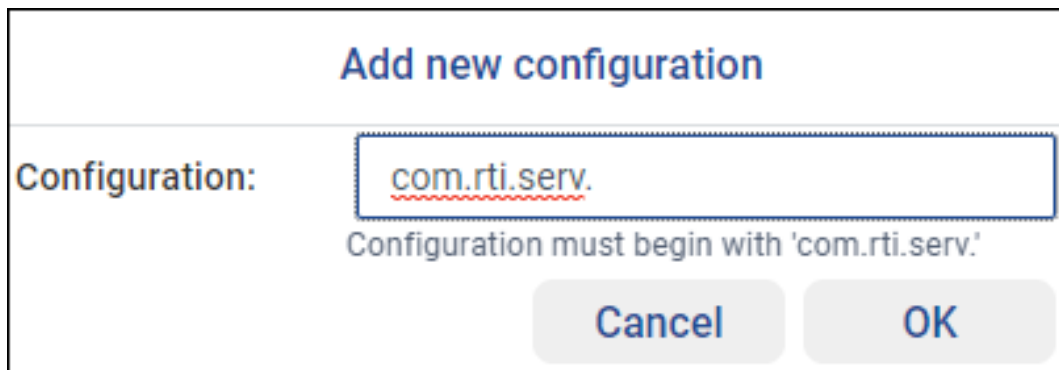 Add new configuration
Configuration: com.rti.serv.
Configuration must begin with 'com.rti.serv.'
Cancel OK